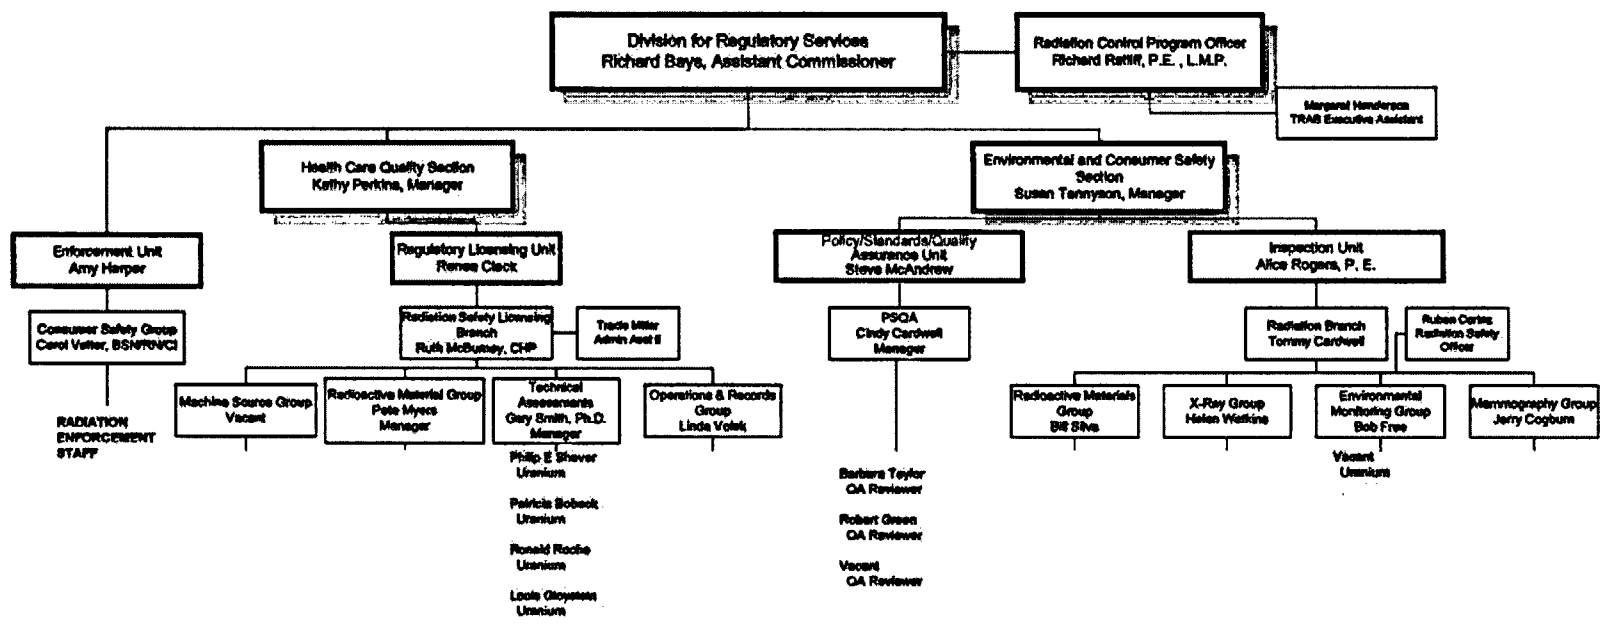 Division for Regulatory Services
Richard Bays, Assistant Commissioner
Radiation Control Program Officer
Richard Ratliff, P.E. , L.M.P.
Margaret Henderson
TRAB Executive Assistant
Health Care Quality Section
Kathy Perkins, Manager
Environmental and Consumer Safety
Section
Susan Tennyson, Manager
Enforcement Unit
Amy Harper
Regulatory Licensing Unit
Renee Clack
Policy/Standards/Quality
Assurance Unit
Steve McAndrew
Inspection Unit
Alice Rogers, P. E.
Consumer Safety Group
Carol Vetter, BSN/RN/CI
Radiation Safety Licensing
Branch
Ruth McBurney, CHP
Miller
Admin Asst II
PSQA
Cindy Cardwell
Manager
Radiation Branch
Tommy Cardwell
Ruben
Radiation Safety
Officer
RADIATION
ENFORCEMENT
STAFF
Machine Source Group
Vacant
Radioactive Material Group
Pete Myers
Manager
Technical
Assessments
Gary Smith, Ph.D.
Manager
Operations & Records
Group
Linda
Radioactive Materials
Group
Bill Silva
X-Ray Group
Helen Watkins
Environmental
Monitoring Group
Bob Free
Mammography Group
Jerry Cogburn
Philip E Shaver
Uranium
Patricia Bobeck
Uranium
Ronald
Uranium
Louis
Uranium
Barbara Taylor
QA Reviewer
Robert Green
QA Reviewer
Vacant
QA Reviewer
Vacant
Uranium